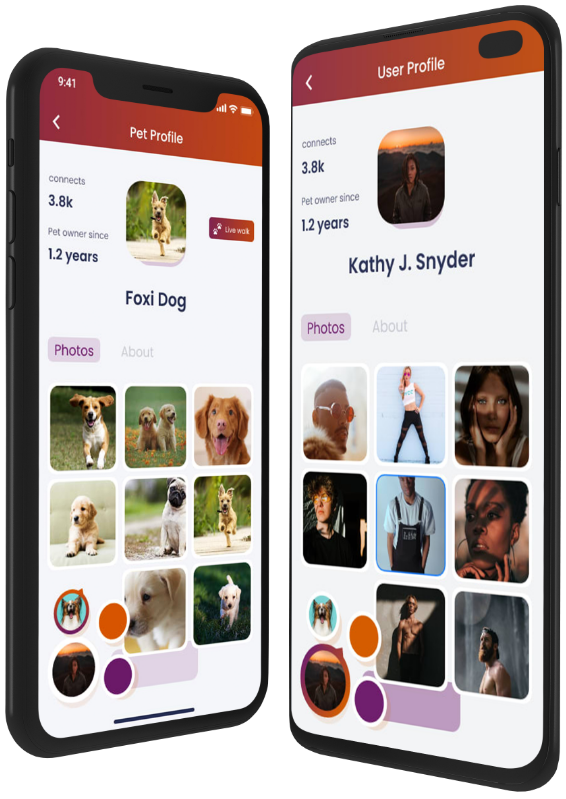 9:41
Pet Profile
connects
3.8k
Pet owner since
1.2 years
Live walk
Foxi Dog
Photos
About
User Profile
connects
3.8k
Pet owner since
1.2 years
Kathy J. Snyder
Photos
About